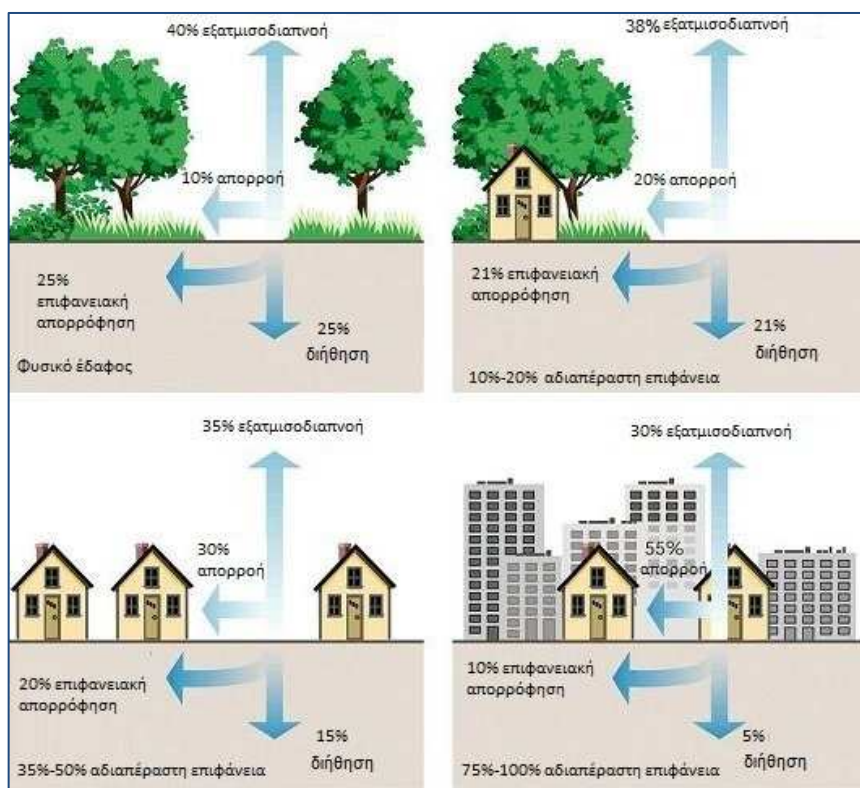 40% εξατμισοδιαπνοή
10% απορροή
25%
επιφανειακή
απορρόφηση
25%
διήθηση
Φυσικό έδαφος
38% εξατμισοδιαπνοή
20% απορροή
21% επιφανειακή
απορρόφηση
21%
διήθηση
10%-20% αδιαπέραστη επιφάνεια
35% εξατμισοδιαπνοή
30%
απορροή
20% επιφανειακή
απορρόφηση
15%
διήθηση
35%-50% αδιαπέραστη επιφάνεια
30% εξατμισοδιαπνοή
55%
απορροή
10% επιφανειακή
απορρόφηση
5%
διήθηση
75%-100% αδιαπέραστη επιφάνεια